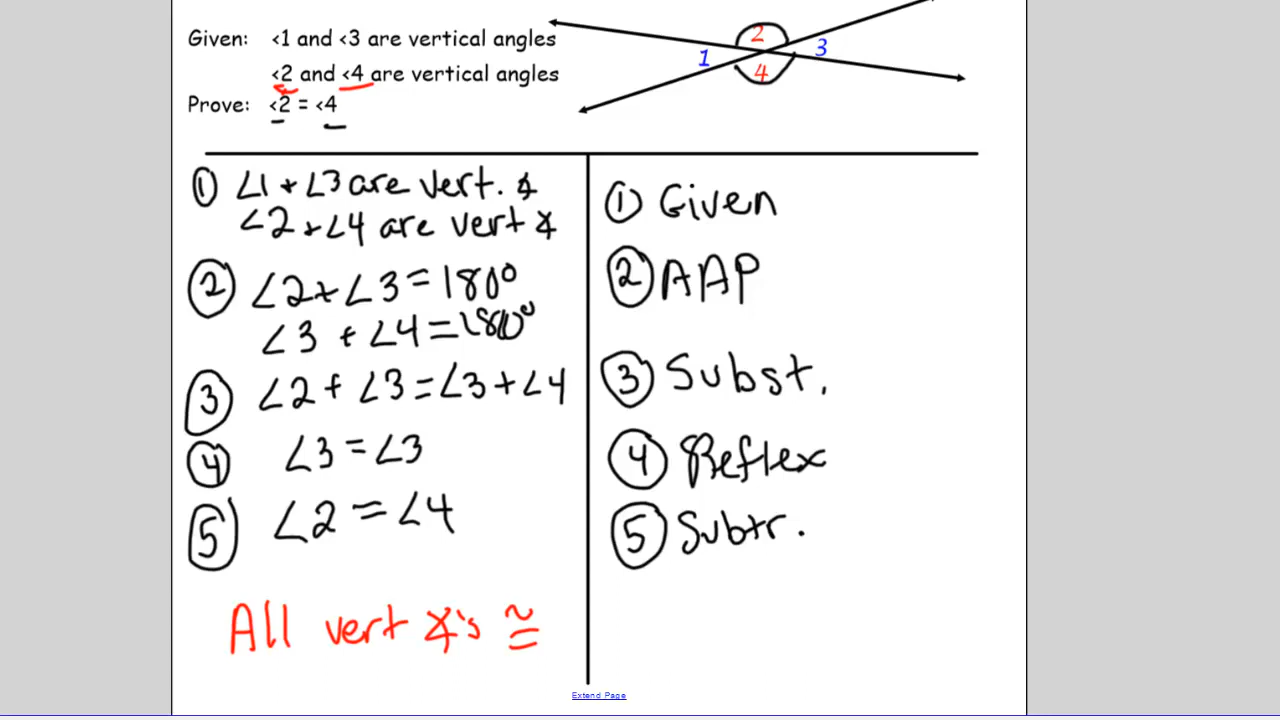 Given: <1 and <3 are vertical angles
<2 and <4 are vertical angles
Prove: <2 = <4
2
1
3
4
① ∠1 + ∠3 are vert. ∡
∠2 + ∠4 are vert ∡
② ∠2 + ∠3 = 180°
∠3 + ∠4 = 180°
③ ∠2 + ∠3 = ∠3 + ∠4
④ ∠3 = ∠3
⑤ ∠2 = ∠4
All vert ∡'s ≅
① Given
② AAP
③ Subst.
④ Reflex
⑤ Subtr.
Extend Page